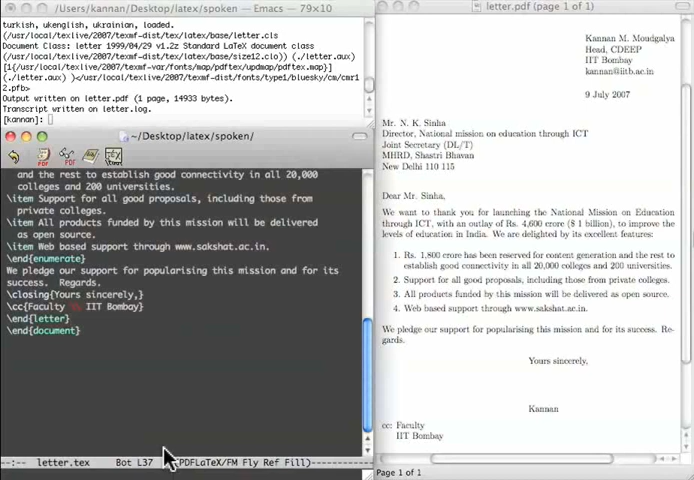 /Users/kannan/Desktop/latex/spoken — Emacs — 79×10
turkish, ukenglish, ukrainian, loaded.
(/usr/local/texlive/2007/texmf-dist/tex/latex/base/letter.cls
Document Class: letter 1999/04/29 v1.2z Standard LaTeX document class
(/usr/local/texlive/2007/texmf-dist/tex/latex/base/size12.clo)) (./letter.aux)
[1{/usr/local/texlive/2007/texmf-var/fonts/map/pdftex/updmap/pdftex.map}]
(./letter.aux) )</usr/local/texlive/2007/texmf-dist/fonts/type1/bluesky/cm/cmr1
2.pfb>
Output written on letter.pdf (1 page, 14933 bytes).
Transcript written on letter.log.
[kannan]:
~/Desktop/latex/spoken/
and the rest to establish good connectivity in all 20,000
colleges and 200 universities.
\item Support for all good proposals, including those from
private colleges.
\item All products funded by this mission will be delivered
as open source.
\item Web based support through www.sakshat.ac.in.
\end{enumerate}
We pledge our support for popularising this mission and for its
success.  Regards.
\closing{Yours sincerely,}
\cc{Faculty \\ IIT Bombay}
\end{letter}
\end{document}
--:--  letter.tex  Bot L37  (PDFLaTeX/FM Fly Ref Fill)
letter.pdf (page 1 of 1)
Kannan M. Moudgalya
Head, CDEEP
IIT Bombay
kannan@iitb.ac.in
9 July 2007
Mr. N. K. Sinha
Director, National mission on education through ICT
Joint Secretary (DL/T)
MHRD, Shastri Bhavan
New Delhi 110 115
Dear Mr. Sinha,
We want to thank you for launching the National Mission on Education
through ICT, with an outlay of Rs. 4,600 crore ($ 1 billion), to improve the
levels of education in India. We are delighted by its excellent features:
1. Rs. 1,800 crore has been reserved for content generation and the rest to
establish good connectivity in all 20,000 colleges and 200 universities.
2. Support for all good proposals, including those from private colleges.
3. All products funded by this mission will be delivered as open source.
4. Web based support through www.sakshat.ac.in.
We pledge our support for popularising this mission and for its success. Re-
gards.
Yours sincerely,
Kannan
cc: Faculty
IIT Bombay
Page 1 of 1